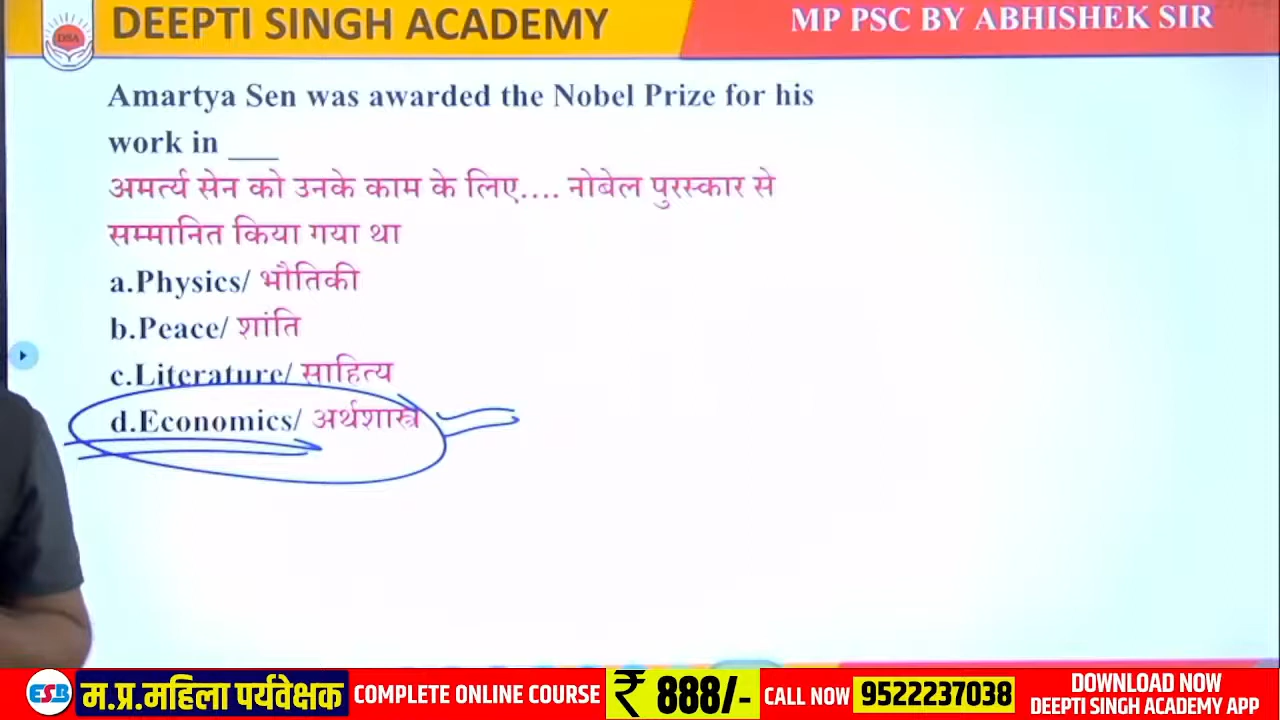 DSA
DEEPTI SINGH ACADEMY
MP PSC BY ABHISHEK SIR
Amartya Sen was awarded the Nobel Prize for his
work in ___
अमर्त्य सेन को उनके काम के लिए.... नोबेल पुरस्कार से
सम्मानित किया गया था
a.Physics/ भौतिकी
b.Peace/ शांति
c.Literature/ साहित्य
d.Economics/ अर्थशास्त्र
ESB म.प्र.महिला पर्यवेक्षक COMPLETE ONLINE COURSE ₹ 888/- CALL NOW 9522237038 DOWNLOAD NOW
DEEPTI SINGH ACADEMY APP